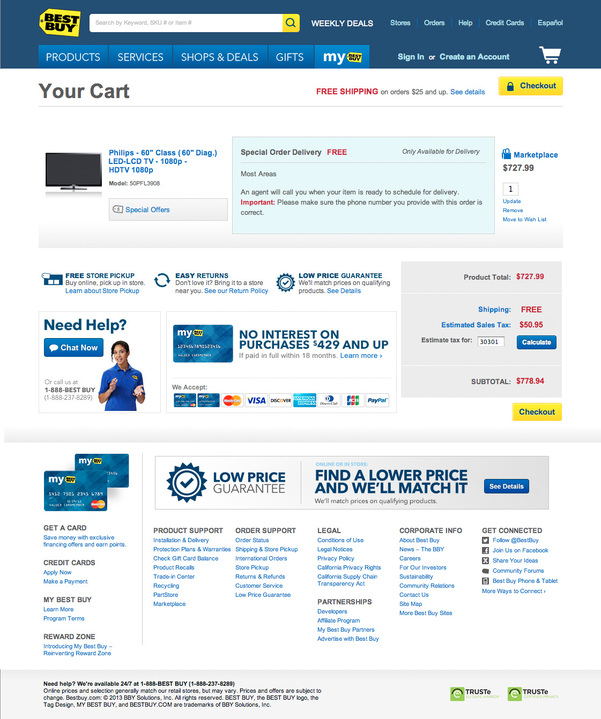 BEST BUY
Search by Keyword, SKU # or Item #
WEEKLY DEALS
Stores
Orders
Help
Credit Cards
Español
PRODUCTS
SERVICES
SHOPS & DEALS
GIFTS
my BEST BUY
Sign In or Create an Account
Your Cart
FREE SHIPPING on orders $25 and up. See details
Checkout
Philips - 60" Class (60" Diag.)
LED-LCD TV - 1080p -
HDTV 1080p
Model: 50PFL3908
Special Offers
Special Order Delivery FREE
Only Available for Delivery
Most Areas
An agent will call you when your item is ready to schedule for delivery.
Important: Please make sure the phone number you provide with this order is
correct.
Marketplace
$727.99
1
Update
Remove
Move to Wish List
FREE STORE PICKUP
Buy online, pick up in store.
Learn about Store Pickup
EASY RETURNS
Don't love it? Bring it to a store
near you. See our Return Policy
LOW PRICE GUARANTEE
We'll match prices on qualifying
products. See Details
Product Total: $727.99
Shipping: FREE
Estimated Sales Tax: $50.95
Estimate tax for: 30301 Calculate
SUBTOTAL: $778.94
Checkout
Need Help?
Chat Now
Or call us at
1-888-BEST BUY
(1-888-237-8289)
my BEST BUY
NO INTEREST ON
PURCHASES $429 AND UP
If paid in full within 18 months. Learn more ›
We Accept:
MasterCard VISA DISCOVER JCB PayPal
my BEST BUY
my BEST BUY
LOW PRICE
GUARANTEE
ONLINE OR IN STORE:
FIND A LOWER PRICE
AND WE'LL MATCH IT
We'll match prices on qualifying products.
See Details
GET A CARD
Save money with exclusive
financing offers and earn points.
CREDIT CARDS
Apply Now
Make a Payment
MY BEST BUY
Learn More
Program Terms
REWARD ZONE
Introducing My Best Buy –
Reinventing Reward Zone
PRODUCT SUPPORT
Installation & Delivery
Protection Plans & Warranties
Check Gift Card Balance
Product Recalls
Trade-in Center
Recycling
PartStore
Marketplace
ORDER SUPPORT
Order Status
Shipping & Store Pickup
International Orders
Store Pickup
Returns & Refunds
Customer Service
Low Price Guarantee
LEGAL
Conditions of Use
Legal Notices
Privacy Policy
California Privacy Rights
California Supply Chain
Transparency Act
PARTNERSHIPS
Developers
Affiliate Program
My Best Buy Partners
Advertise with Best Buy
CORPORATE INFO
About Best Buy
News – The BBY
Careers
For Our Investors
Sustainability
Community Relations
Contact Us
Site Map
More Best Buy Sites
GET CONNECTED
Follow @BestBuy
Join Us on Facebook
Share Your Ideas
Community Forums
Best Buy Phone & Tablet
More Ways to Connect ›
Need help? We're available 24/7 at 1-888-BEST BUY (1-888-237-8289)
Online prices and selection generally match our retail stores, but may vary. Prices and offers are subject to
change. Bestbuy.com: © 2013 BBY Solutions, Inc. All rights reserved. BEST BUY, the BEST BUY logo, the
Tag Design, MY BEST BUY, and BESTBUY.COM are trademarks of BBY Solutions, Inc.
TRUSTe
TRUSTe